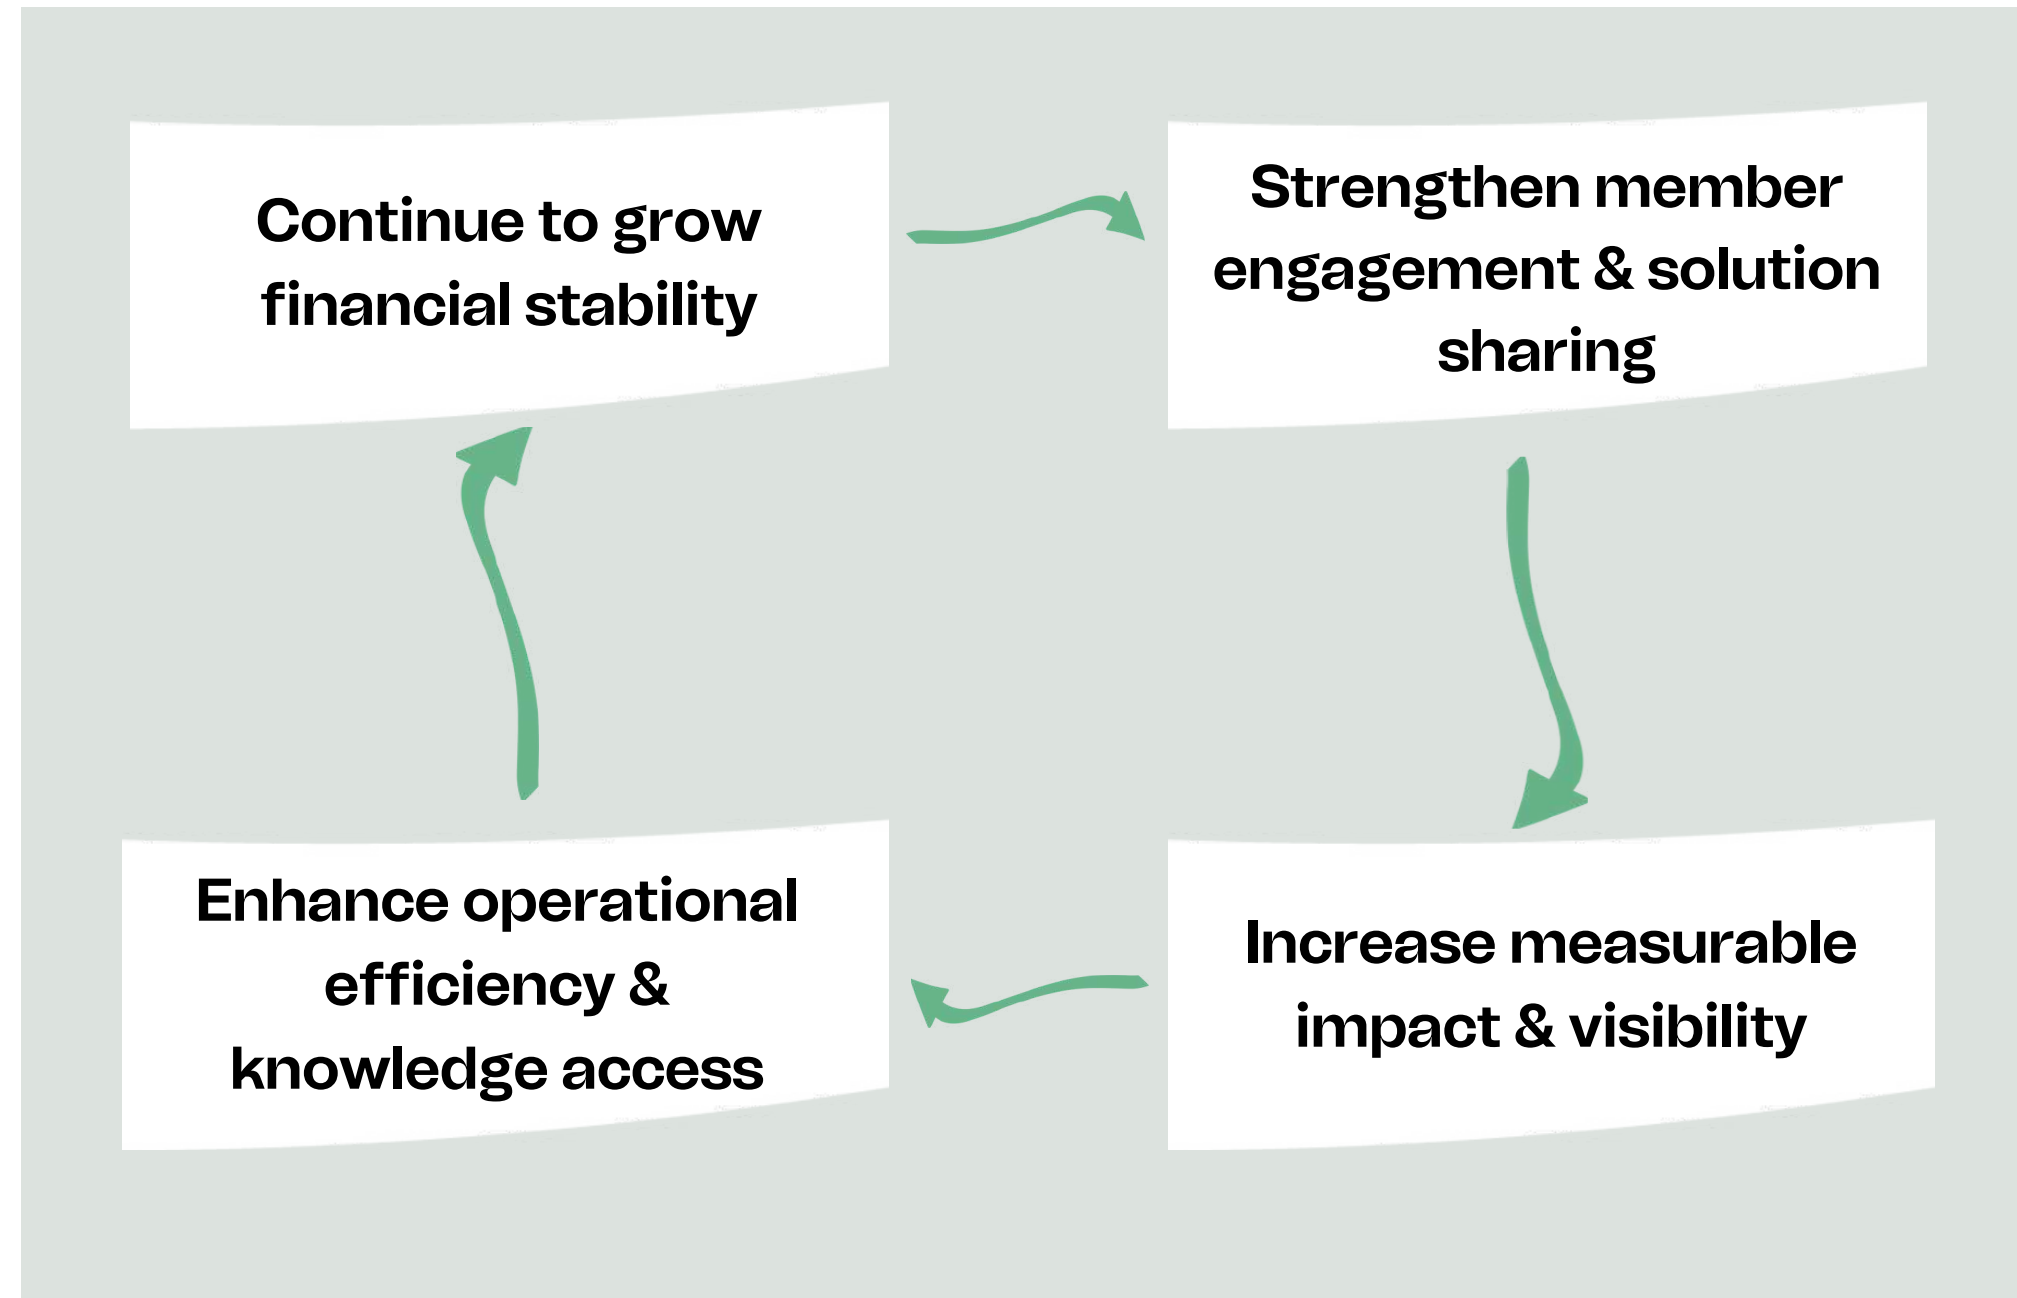 Continue to grow
financial stability
Strengthen member
engagement & solution
sharing
Enhance operational
efficiency &
knowledge access
Increase measurable
impact & visibility